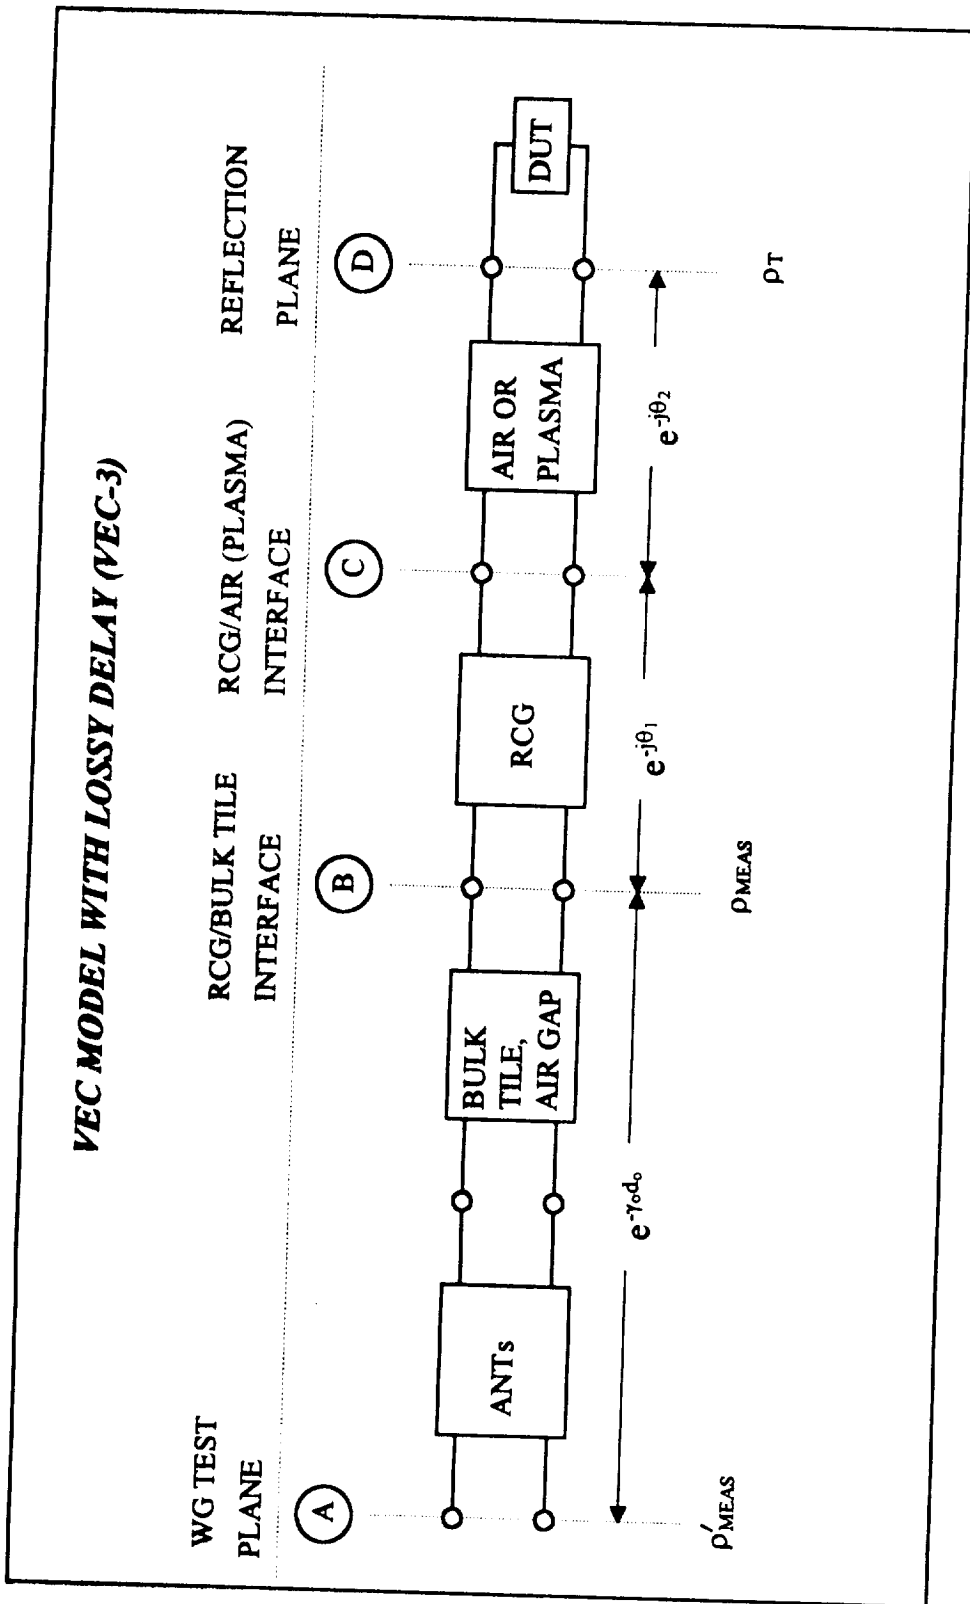 VEC MODEL WITH LOSSY DELAY (VEC-3)
WG TEST
PLANE
RCG/BULK TILE
INTERFACE
RCG/AIR (PLASMA)
INTERFACE
REFLECTION
PLANE
A
B
C
D
ANTs
BULK
TILE,
AIR GAP
RCG
AIR OR
PLASMA
DUT
e^{-γ₀d₀}
e^{-jθ₁}
e^{-jθ₂}
ρ′MEAS
ρMEAS
ρT